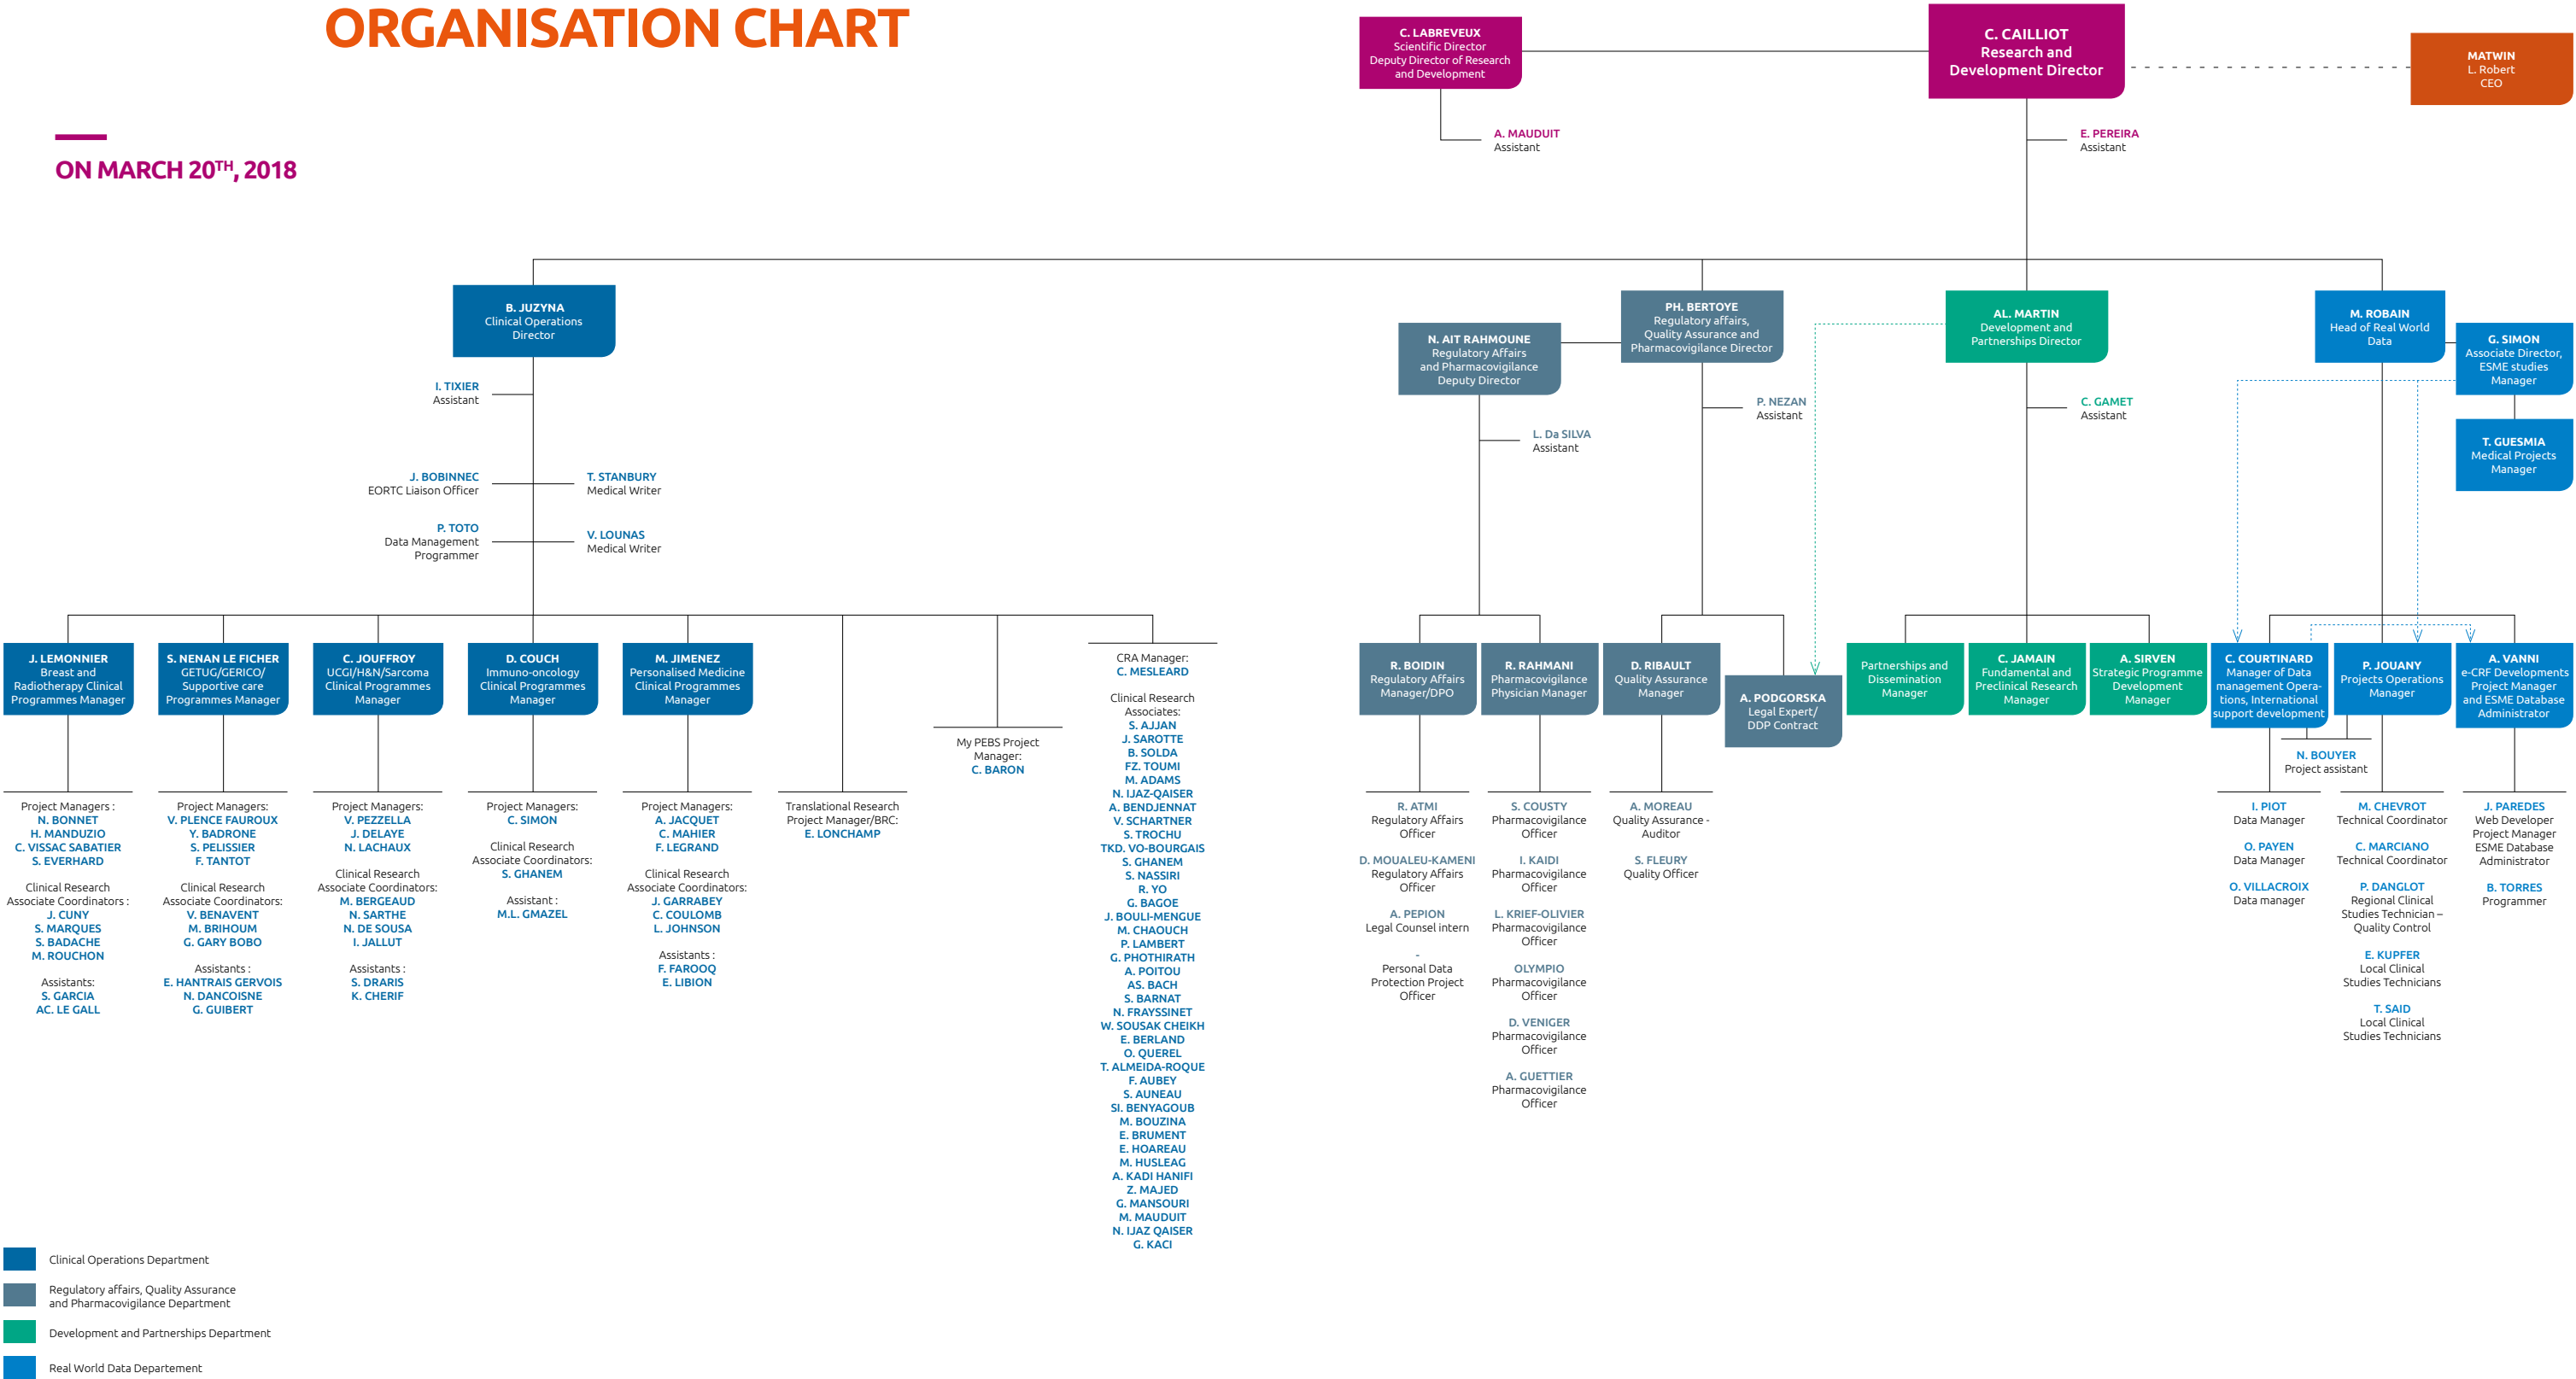 ORGANISATION CHART
ON MARCH 20TH, 2018
C. LABREVEUX
Scientific Director
Deputy Director of Research
and Development
C. CAILLIOT
Research and
Development Director
MATWIN
L. Robert
CEO
A. MAUDUIT
Assistant
E. PEREIRA
Assistant
B. JUZYNA
Clinical Operations
Director
N. AIT RAHMOUNE
Regulatory Affairs
and Pharmacovigilance
Deputy Director
PH. BERTOYE
Regulatory affairs,
Quality Assurance and
Pharmacovigilance Director
AL. MARTIN
Development and
Partnerships Director
M. ROBAIN
Head of Real World
Data
G. SIMON
Associate Director,
ESME studies
Manager
T. GUESMIA
Medical Projects
Manager
I. TIXIER
Assistant
P. NEZAN
Assistant
C. GAMET
Assistant
L. Da SILVA
Assistant
J. BOBINNEC
EORTC Liaison Officer
T. STANBURY
Medical Writer
P. TOTO
Data Management
Programmer
V. LOUNAS
Medical Writer
J. LEMONNIER
Breast and
Radiotherapy Clinical
Programmes Manager
Project Managers :
N. BONNET
H. MANDUZIO
C. VISSAC SABATIER
S. EVERHARD
Clinical Research
Associate Coordinators :
J. CUNY
S. MARQUES
S. BADACHE
M. ROUCHON
Assistants:
S. GARCIA
AC. LE GALL
S. NENAN LE FICHER
GETUG/GERICO/
Supportive care
Programmes Manager
Project Managers:
V. PLENCE FAUROUX
Y. BADRONE
S. PELISSIER
F. TANTOT
Clinical Research
Associate Coordinators:
V. BENAVENT
M. BRIHOUM
G. GARY BOBO
Assistants :
E. HANTRAIS GERVOIS
N. DANCOISNE
G. GUIBERT
C. JOUFFROY
UCGI/H&N/Sarcoma
Clinical Programmes
Manager
Project Managers:
V. PEZZELLA
J. DELAYE
N. LACHAUX
Clinical Research
Associate Coordinators:
M. BERGEAUD
N. SARTHE
N. DE SOUSA
I. JALLUT
Assistants :
S. DRARIS
K. CHERIF
D. COUCH
Immuno-oncology
Clinical Programmes
Manager
Project Managers:
C. SIMON
Clinical Research
Associate Coordinators:
S. GHANEM
Assistant :
M.L. GMAZEL
M. JIMENEZ
Personalised Medicine
Clinical Programmes
Manager
Project Managers:
A. JACQUET
C. MAHIER
F. LEGRAND
Clinical Research
Associate Coordinators:
J. GARRABEY
C. COULOMB
L. JOHNSON
Assistants :
F. FAROOQ
E. LIBION
Translational Research
Project Manager/BRC:
E. LONCHAMP
My PEBS Project
Manager:
C. BARON
CRA Manager:
C. MESLEARD
Clinical Research
Associates:
S. AJJAN
J. SAROTTE
B. SOLDA
FZ. TOUMI
M. ADAMS
N. IJAZ-QAISER
A. BENDJENNAT
V. SCHARTNER
S. TROCHU
TKD. VO-BOURGAIS
S. GHANEM
S. NASSIRI
R. YO
G. BAGOE
J. BOULI-MENGUE
M. CHAOUCH
P. LAMBERT
G. PHOTHIRATH
A. POITOU
AS. BACH
S. BARNAT
N. FRAYSSINET
W. SOUSAK CHEIKH
E. BERLAND
O. QUEREL
T. ALMEIDA-ROQUE
F. AUBEY
S. AUNEAU
SI. BENYAGOUB
M. BOUZINA
E. BRUMENT
E. HOAREAU
M. HUSLEAG
A. KADI HANIFI
Z. MAJED
G. MANSOURI
M. MAUDUIT
N. IJAZ QAISER
G. KACI
R. BOIDIN
Regulatory Affairs
Manager/DPO
R. ATMI
Regulatory Affairs
Officer
D. MOUALEU-KAMENI
Regulatory Affairs
Officer
A. PEPION
Legal Counsel intern
-
Personal Data
Protection Project
Officer
R. RAHMANI
Pharmacovigilance
Physician Manager
S. COUSTY
Pharmacovigilance
Officer
I. KAIDI
Pharmacovigilance
Officer
L. KRIEF-OLIVIER
Pharmacovigilance
Officer
OLYMPIO
Pharmacovigilance
Officer
D. VENIGER
Pharmacovigilance
Officer
A. GUETTIER
Pharmacovigilance
Officer
D. RIBAULT
Quality Assurance
Manager
A. MOREAU
Quality Assurance -
Auditor
S. FLEURY
Quality Officer
A. PODGORSKA
Legal Expert/
DDP Contract
Partnerships and
Dissemination
Manager
C. JAMAIN
Fundamental and
Preclinical Research
Manager
A. SIRVEN
Strategic Programme
Development
Manager
C. COURTINARD
Manager of Data
management Opera-
tions, International
support development
P. JOUANY
Projects Operations
Manager
A. VANNI
e-CRF Developments
Project Manager
and ESME Database
Administrator
N. BOUYER
Project assistant
I. PIOT
Data Manager
O. PAYEN
Data Manager
O. VILLACROIX
Data manager
M. CHEVROT
Technical Coordinator
C. MARCIANO
Technical Coordinator
P. DANGLOT
Regional Clinical
Studies Technician –
Quality Control
E. KUPFER
Local Clinical
Studies Technicians
T. SAID
Local Clinical
Studies Technicians
J. PAREDES
Web Developer
Project Manager
ESME Database
Administrator
B. TORRES
Programmer
Clinical Operations Department
Regulatory affairs, Quality Assurance
and Pharmacovigilance Department
Development and Partnerships Department
Real World Data Departement